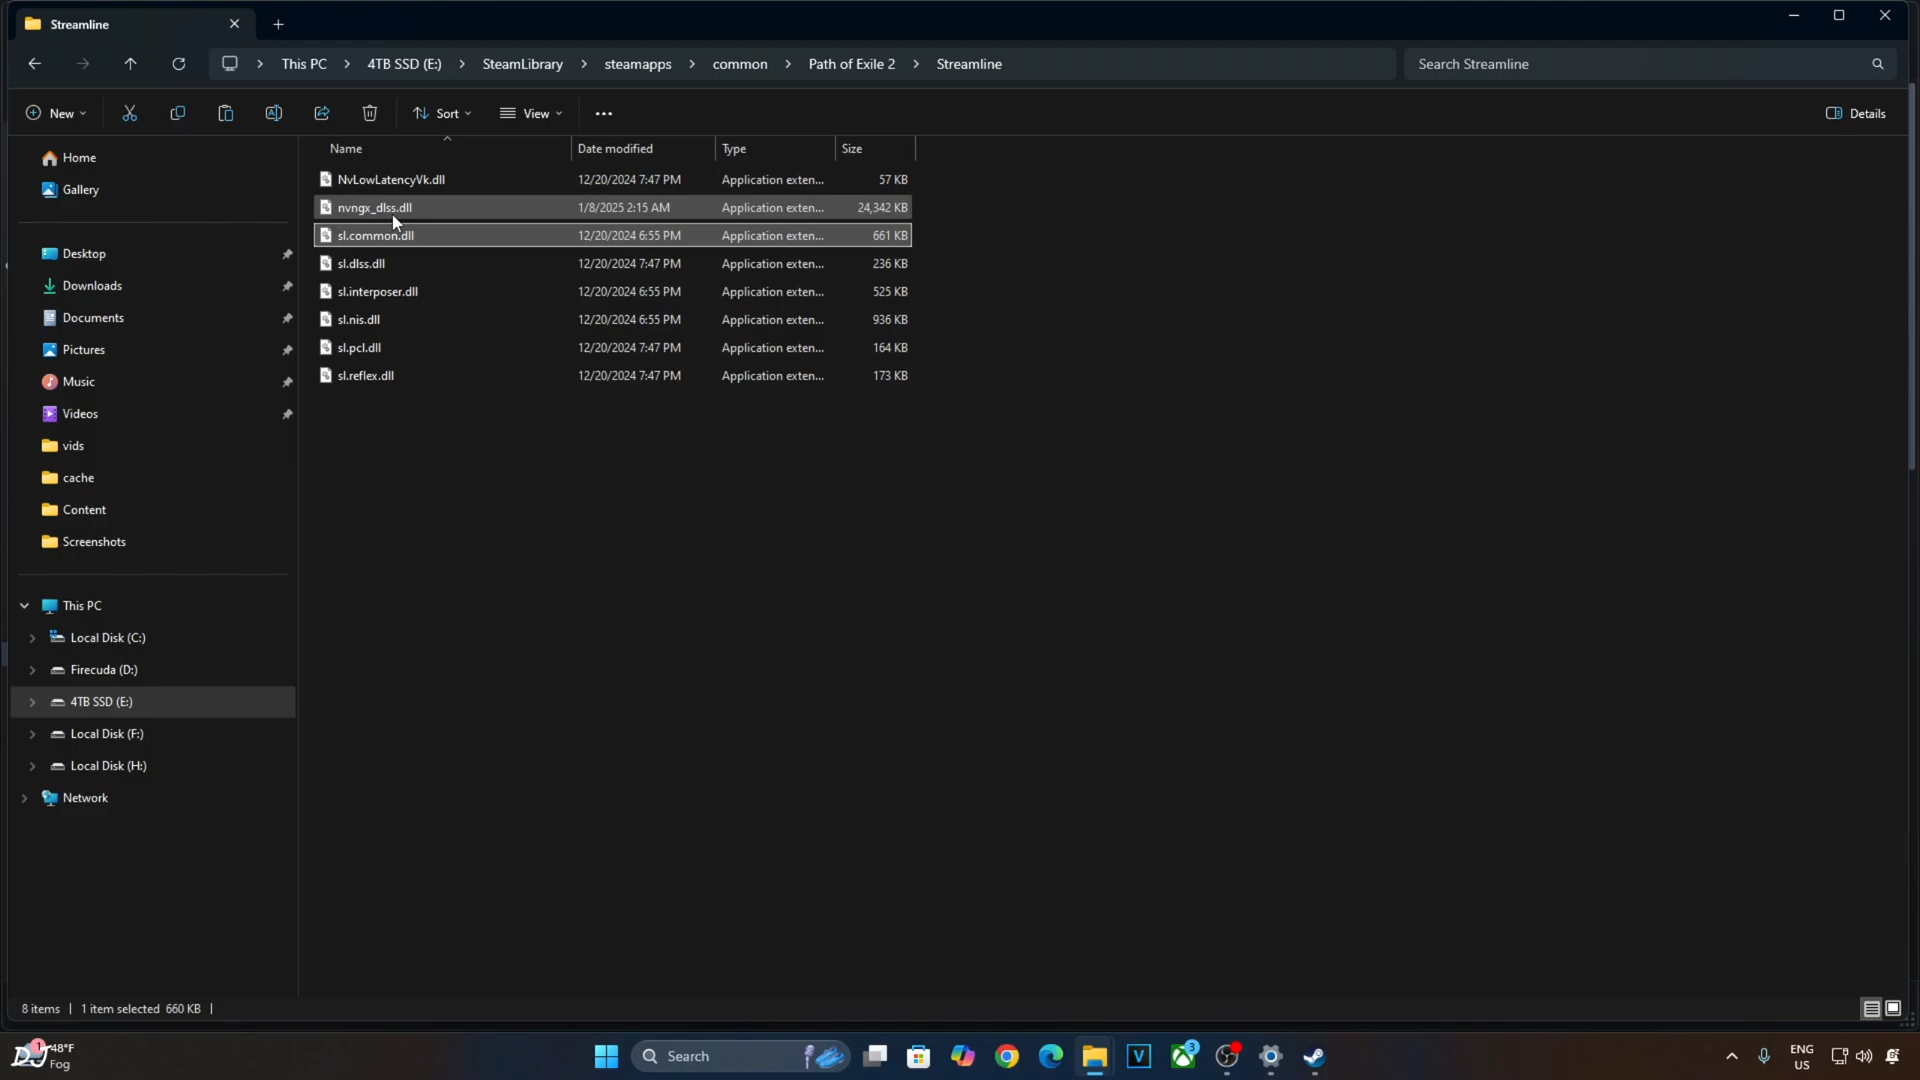 Streamline
This PC
4TB SSD (E:)
SteamLibrary
steamapps
common
Path of Exile 2
Streamline
Search Streamline
New
Sort
View
Details
Name Date modified Type Size
NvLowLatencyVk.dll 12/20/2024 7:47 PM Application exten... 57 KB
nvngx_dlss.dll 1/8/2025 2:15 AM Application exten... 24,342 KB
sl.common.dll 12/20/2024 6:55 PM Application exten... 661 KB
sl.dlss.dll 12/20/2024 7:47 PM Application exten... 236 KB
sl.interposer.dll 12/20/2024 6:55 PM Application exten... 525 KB
sl.nis.dll 12/20/2024 6:55 PM Application exten... 936 KB
sl.pcl.dll 12/20/2024 7:47 PM Application exten... 164 KB
sl.reflex.dll 12/20/2024 7:47 PM Application exten... 173 KB
Home
Gallery
Desktop
Downloads
Documents
Pictures
Music
Videos
vids
cache
Content
Screenshots
This PC
Local Disk (C:)
Firecuda (D:)
4TB SSD (E:)
Local Disk (F:)
Local Disk (H:)
Network
8 items | 1 item selected 660 KB |
1
48°F
Fog
Search
V
3
ENG
US